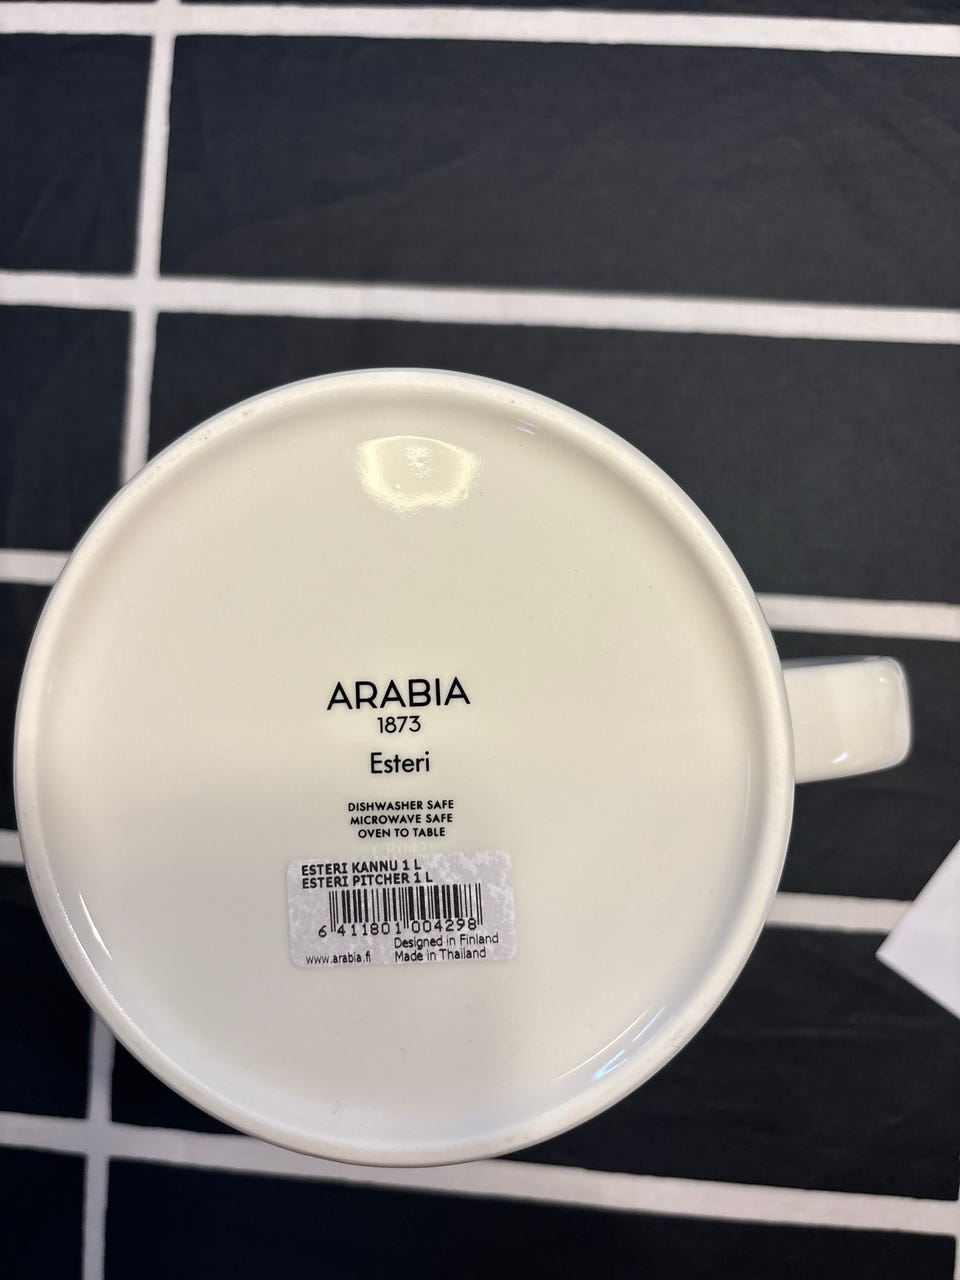 ARABIA
1873
Esteri
DISHWASHER SAFE
MICROWAVE SAFE
OVEN TO TABLE
ESTERI KANNU 1 L
ESTERI PITCHER 1 L
6 411801 004298
Designed in Finland
www.arabia.fi Made in Thailand